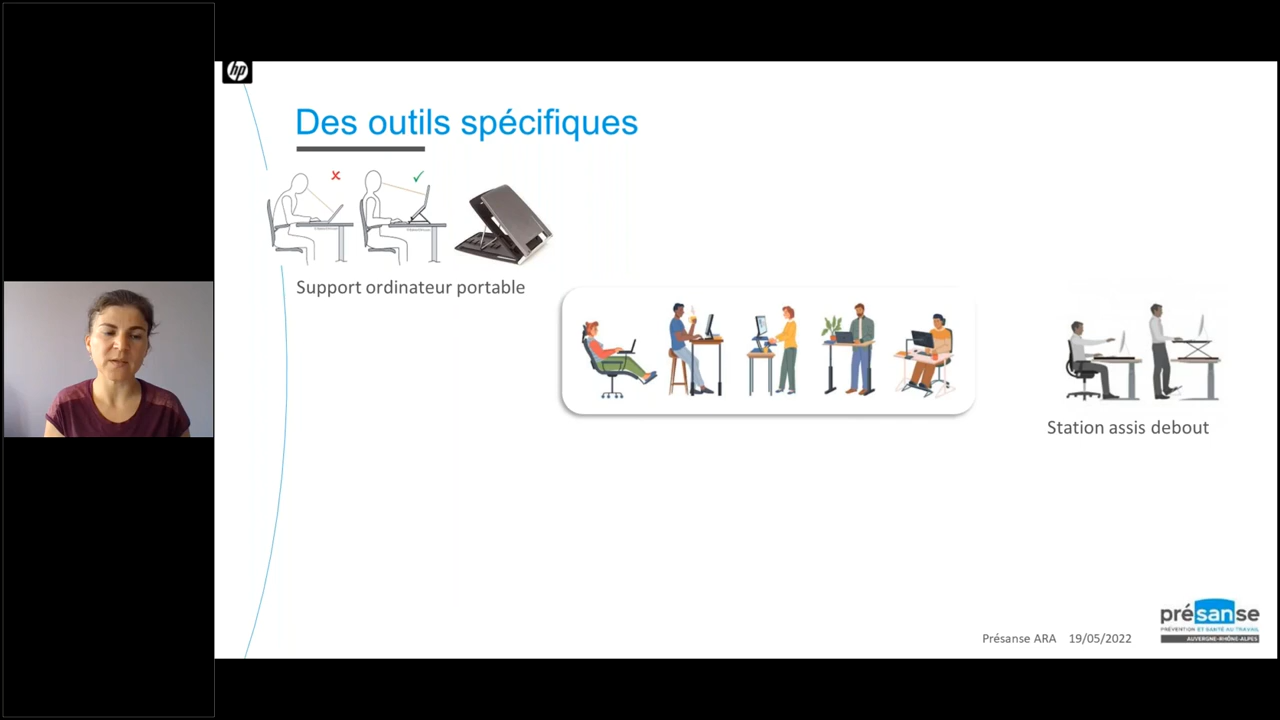 hp
Des outils spécifiques
Support ordinateur portable
Station assis debout
Présanse ARA 19/05/2022
présanse
PRÉVENTION ET SANTÉ AU TRAVAIL
AUVERGNE-RHÔNE-ALPES